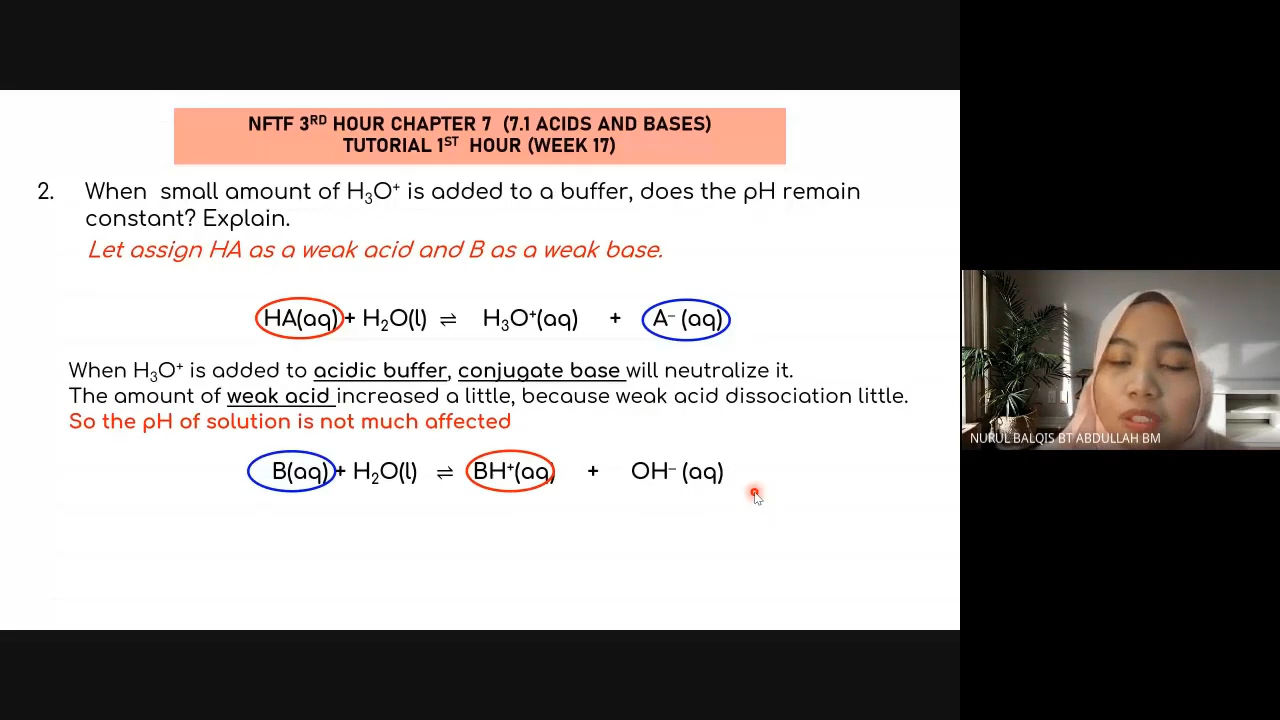 NFTF 3RD HOUR CHAPTER 7 (7.1 ACIDS AND BASES)
TUTORIAL 1ST HOUR (WEEK 17)
2. When small amount of H₃O⁺ is added to a buffer, does the pH remain
constant? Explain.
Let assign HA as a weak acid and B as a weak base.
HA(aq) + H₂O(l) ⇌ H₃O⁺(aq) + A⁻ (aq)
When H₃O⁺ is added to acidic buffer, conjugate base will neutralize it.
The amount of weak acid increased a little, because weak acid dissociation little.
So the pH of solution is not much affected
B(aq) + H₂O(l) ⇌ BH⁺(aq) + OH⁻ (aq)
NURUL BALQIS BT ABDULLAH BM